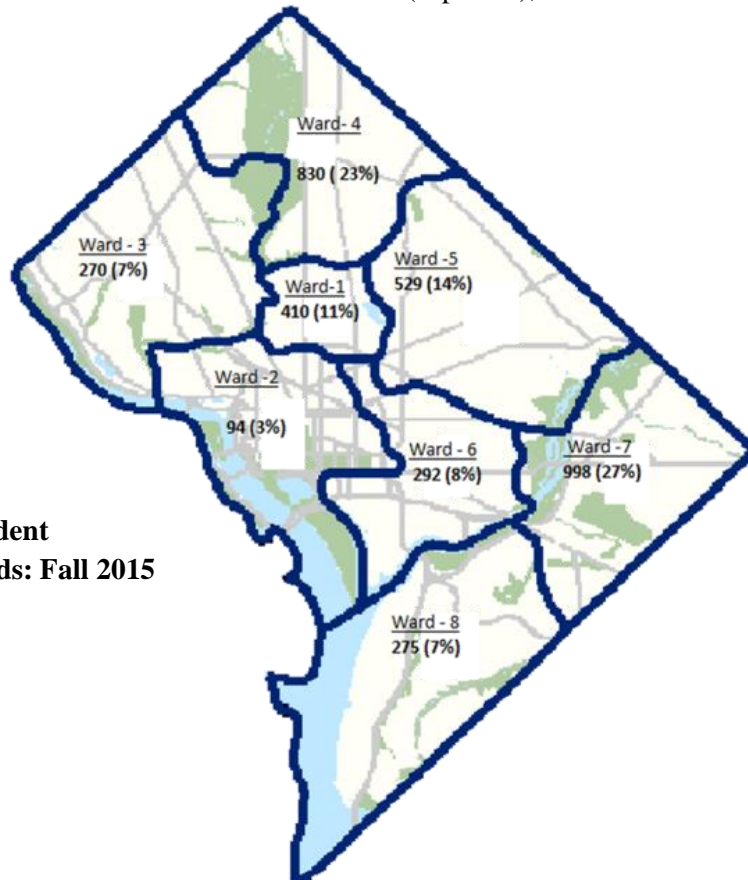 Ward- 4
830 ( 23%)
Ward - 3
270 (7%)
Ward -5
529 (14%)
Ward-1
410 (11%)
Ward -2
94 (3%)
Ward - 6
292 (8%)
Ward -7
998 (27%)
dent
ds: Fall 2015
Ward - 8
275 (7%)